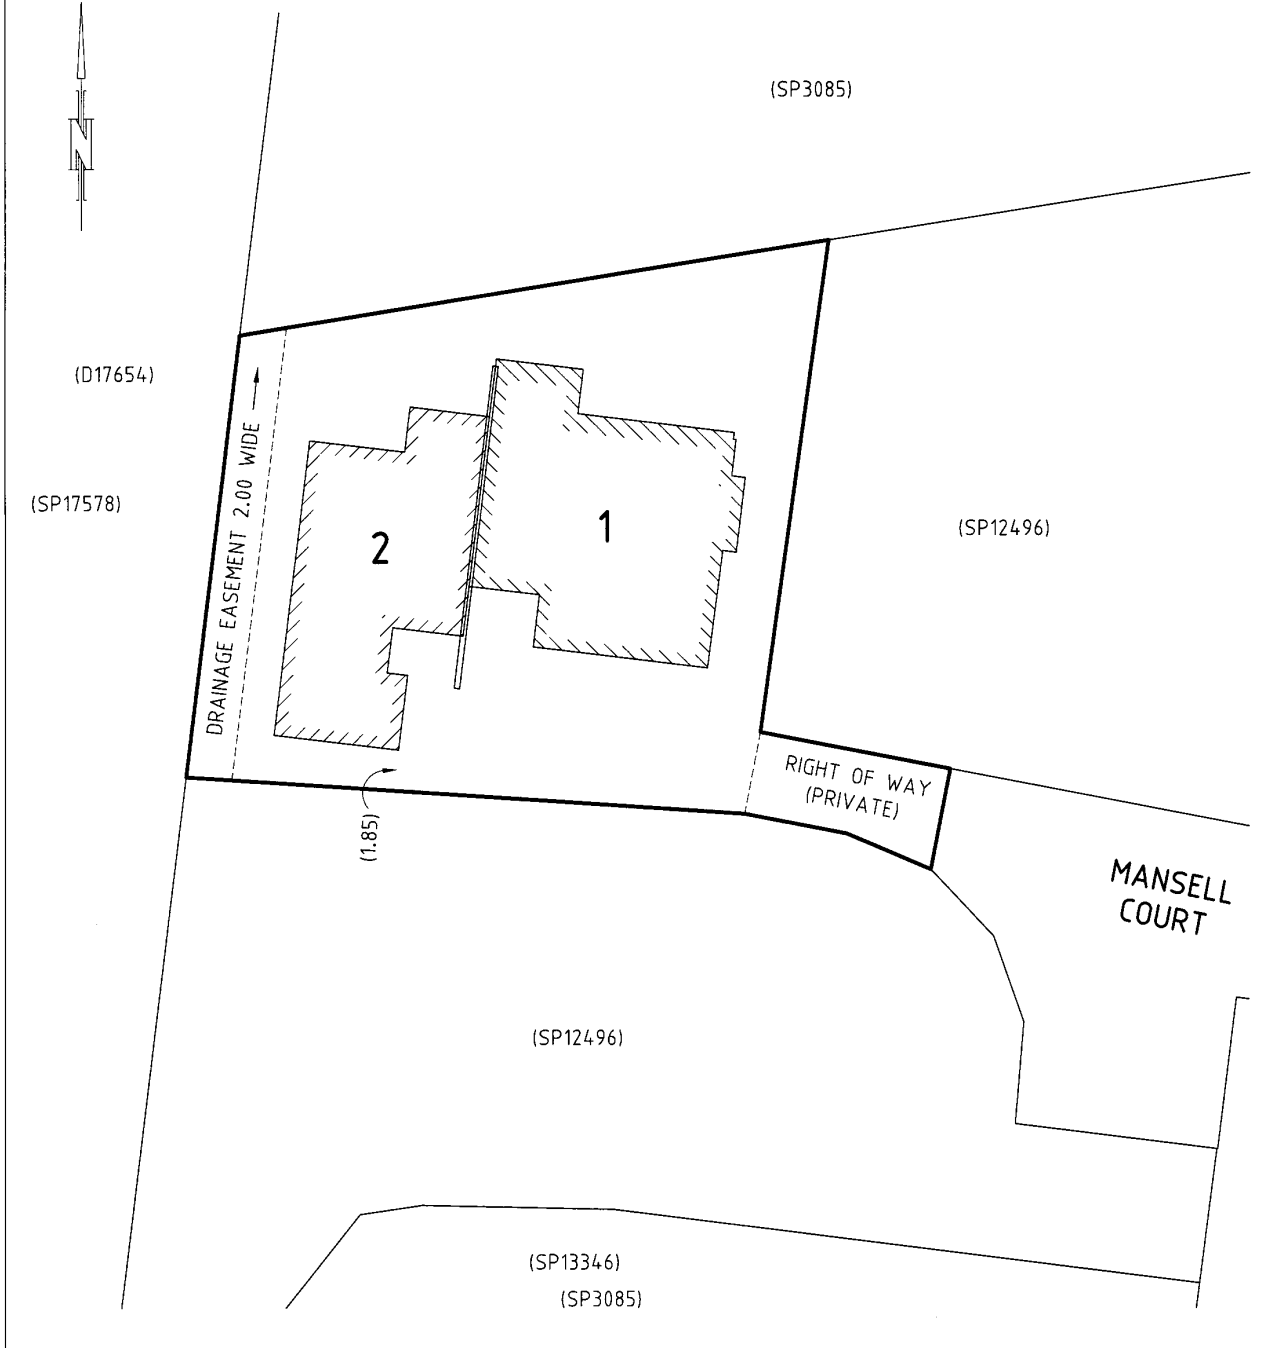 (SP3085)
N
(D17654)
(SP17578)
DRAINAGE EASEMENT 2.00 WIDE
2
1
(SP12496)
RIGHT OF WAY
(PRIVATE)
(1.85)
MANSELL
COURT
(SP12496)
(SP13346)
(SP3085)